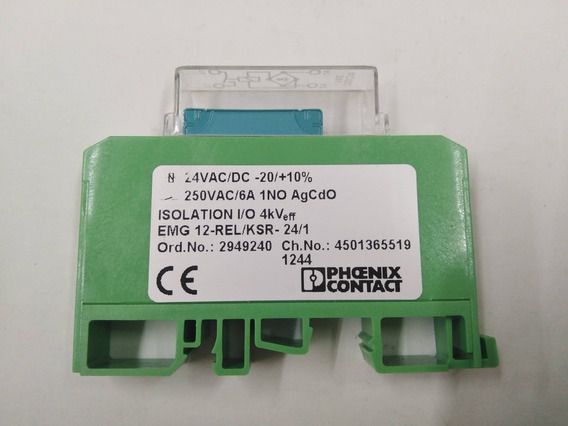 24VAC/DC -20/+10%
250VAC/6A 1NO AgCdO
ISOLATION I/O 4kVeff
EMG 12-REL/KSR- 24/1
Ord.No.: 2949240 Ch.No.: 4501365519
1244
PHŒNIX
CONTACT
CE